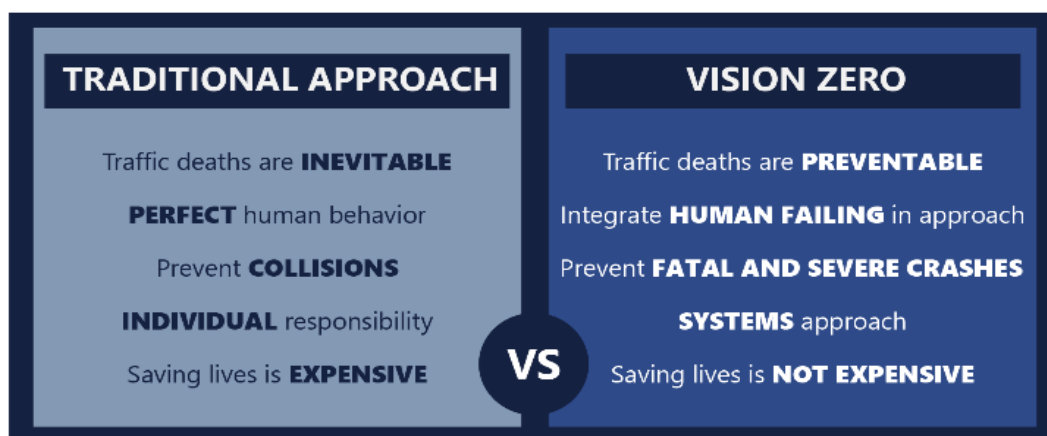 TRADITIONAL APPROACH
Traffic deaths are INEVITABLE
PERFECT human behavior
Prevent COLLISIONS
INDIVIDUAL responsibility
Saving lives is EXPENSIVE
VS
VISION ZERO
Traffic deaths are PREVENTABLE
Integrate HUMAN FAILING in approach
Prevent FATAL AND SEVERE CRASHES
SYSTEMS approach
Saving lives is NOT EXPENSIVE